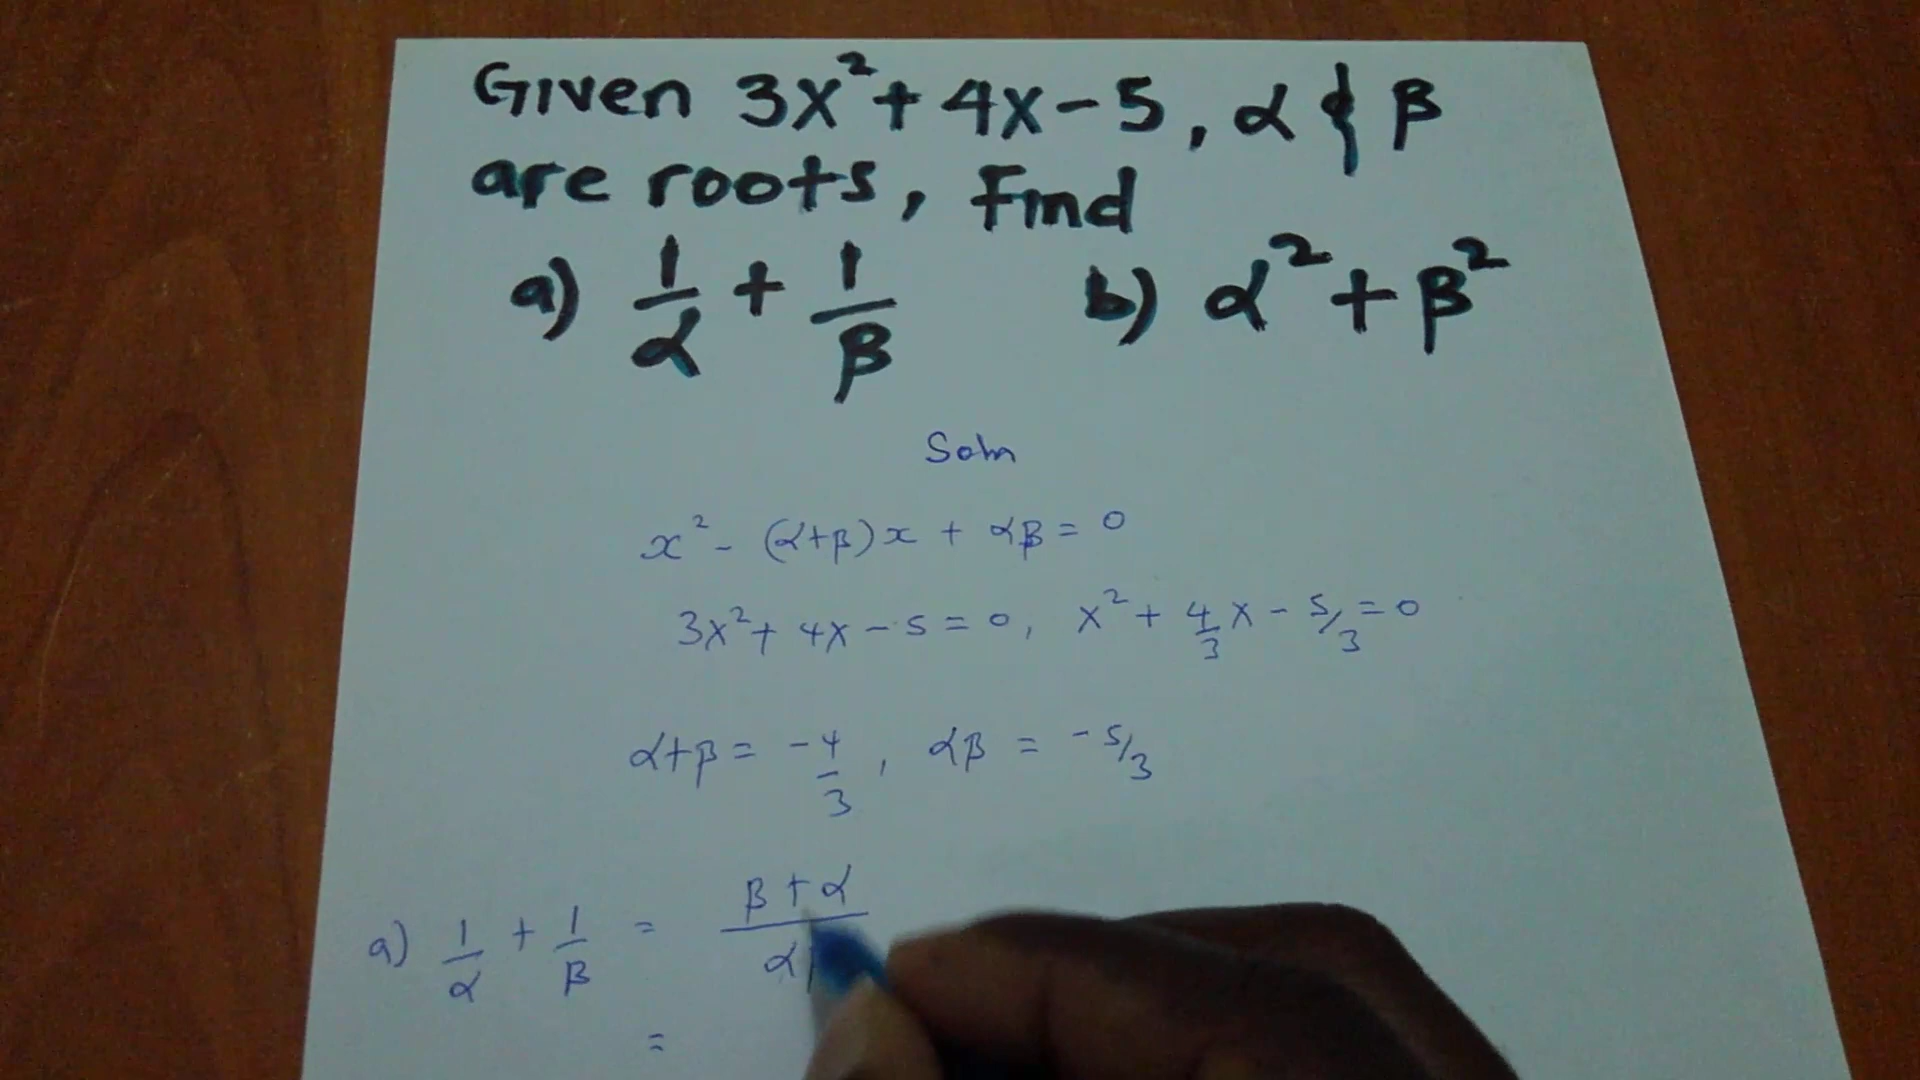 Given 3x² + 4x - 5, α & β
are roots, Find
a) 1/α + 1/β b) α² + β²
Soln
x² - (α+β)x + αβ = 0
3x² + 4x - 5 = 0, x² + 4/3 x - 5/3 = 0
α+β = -4/3, αβ = -5/3
a) 1/α + 1/β = β + α / α
=